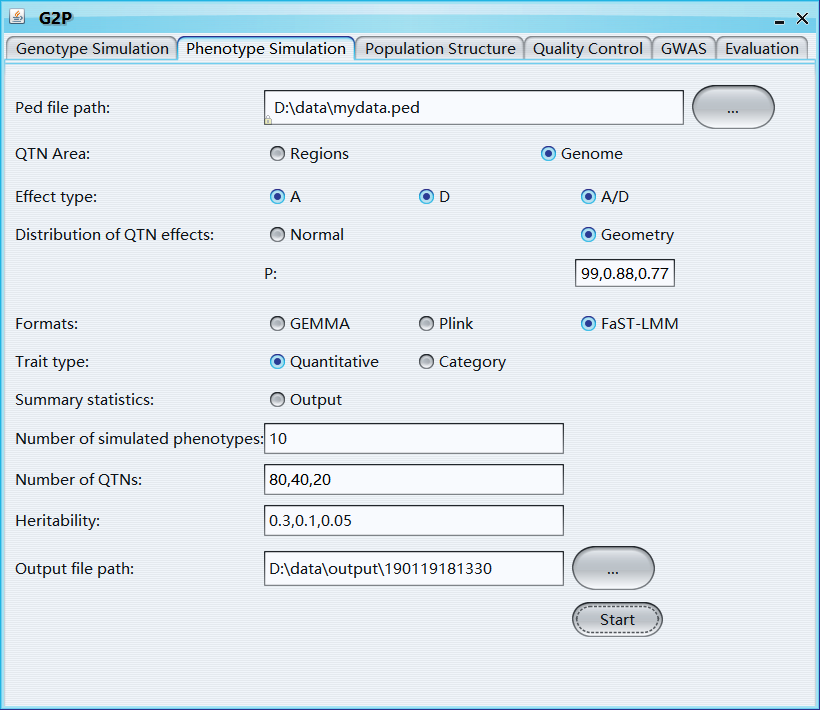 G2P
Genotype Simulation Phenotype Simulation Population Structure Quality Control GWAS Evaluation
Ped file path: D:\data\mydata.ped ...
QTN Area: Regions Genome
Effect type: A D A/D
Distribution of QTN effects: Normal Geometry
P: 99,0.88,0.77
Formats: GEMMA Plink FaST-LMM
Trait type: Quantitative Category
Summary statistics: Output
Number of simulated phenotypes: 10
Number of QTNs: 80,40,20
Heritability: 0.3,0.1,0.05
Output file path: D:\data\output\190119181330 ...
Start